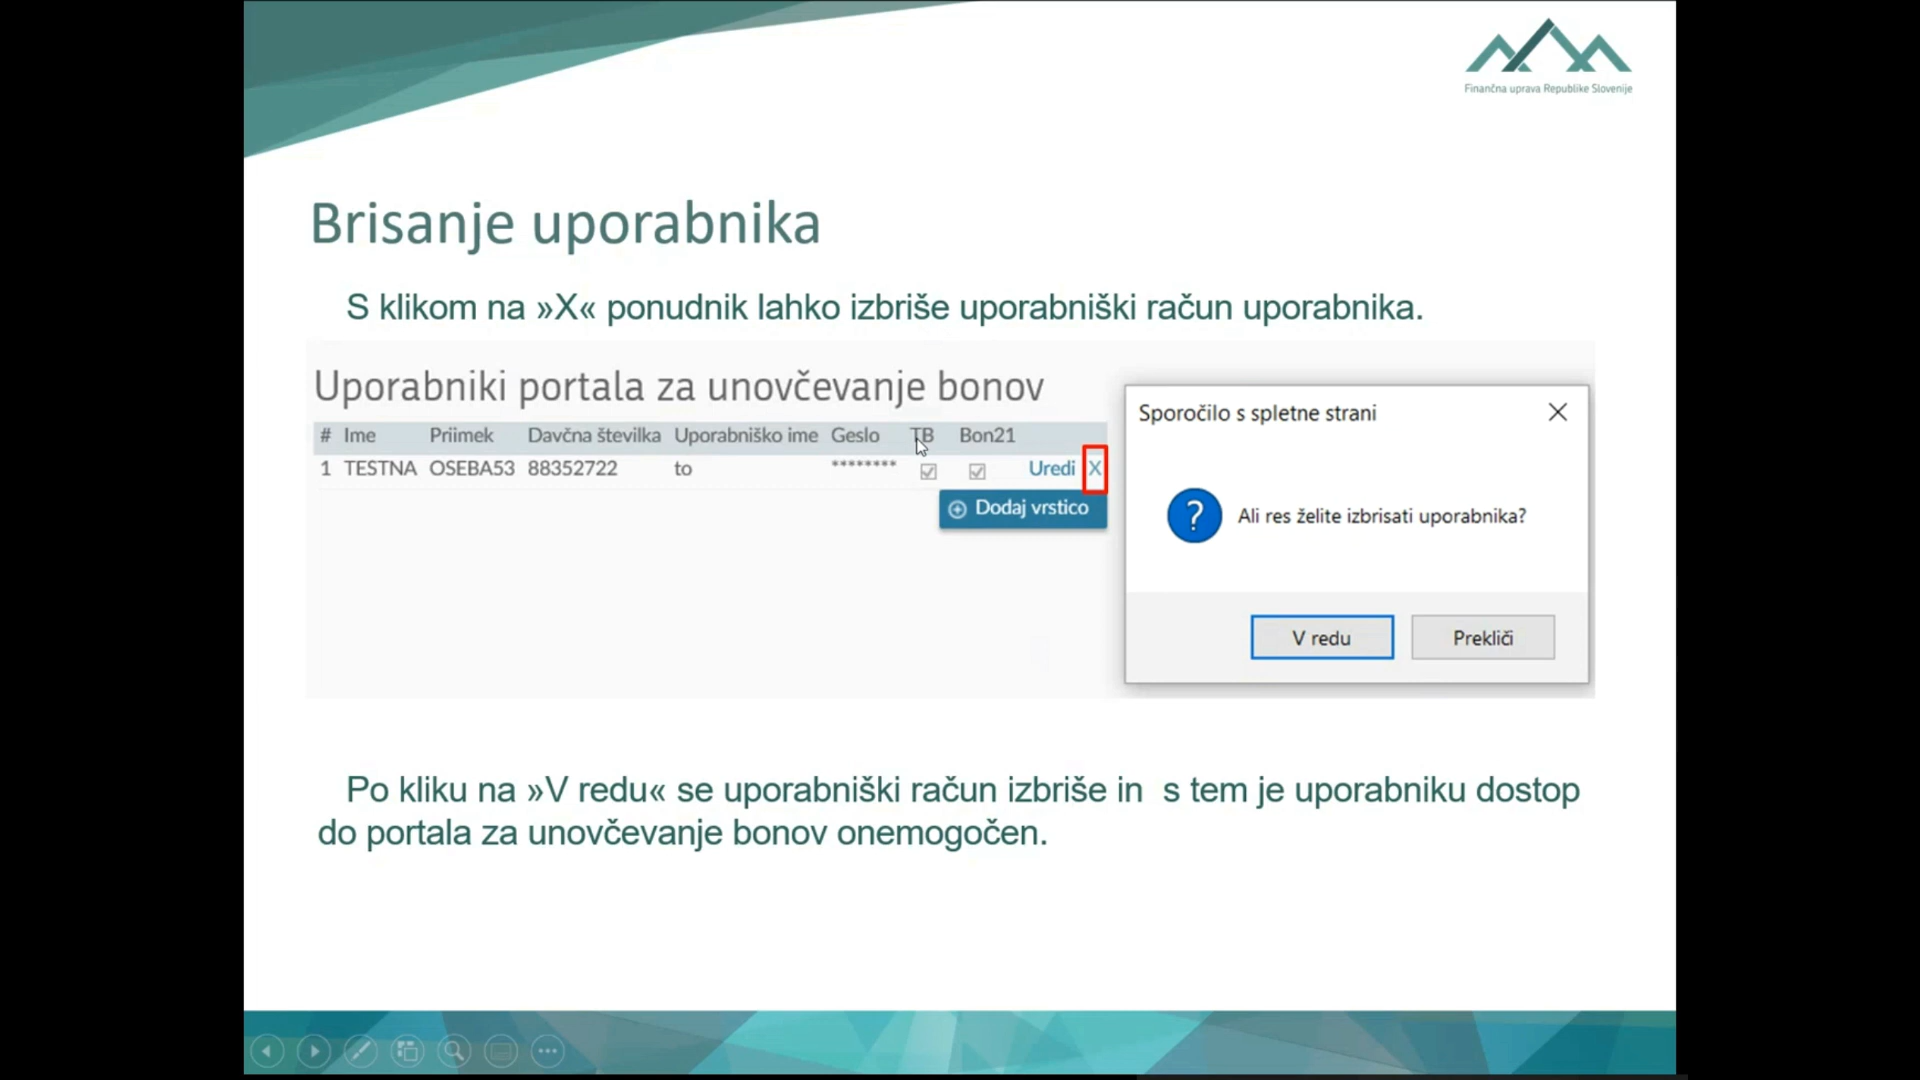 Finančna uprava Republike Slovenije
Brisanje uporabnika
S klikom na »X« ponudnik lahko izbriše uporabniški račun uporabnika.
Uporabniki portala za unovčevanje bonov
# Ime Priimek Davčna številka Uporabniško ime Geslo TB Bon21
1 TESTNA OSEBA53 88352722 to ******** Uredi X
Dodaj vrstico
Sporočilo s spletne strani
Ali res želite izbrisati uporabnika?
V redu Prekliči
Po kliku na »V redu« se uporabniški račun izbriše in s tem je uporabniku dostop
do portala za unovčevanje bonov onemogočen.